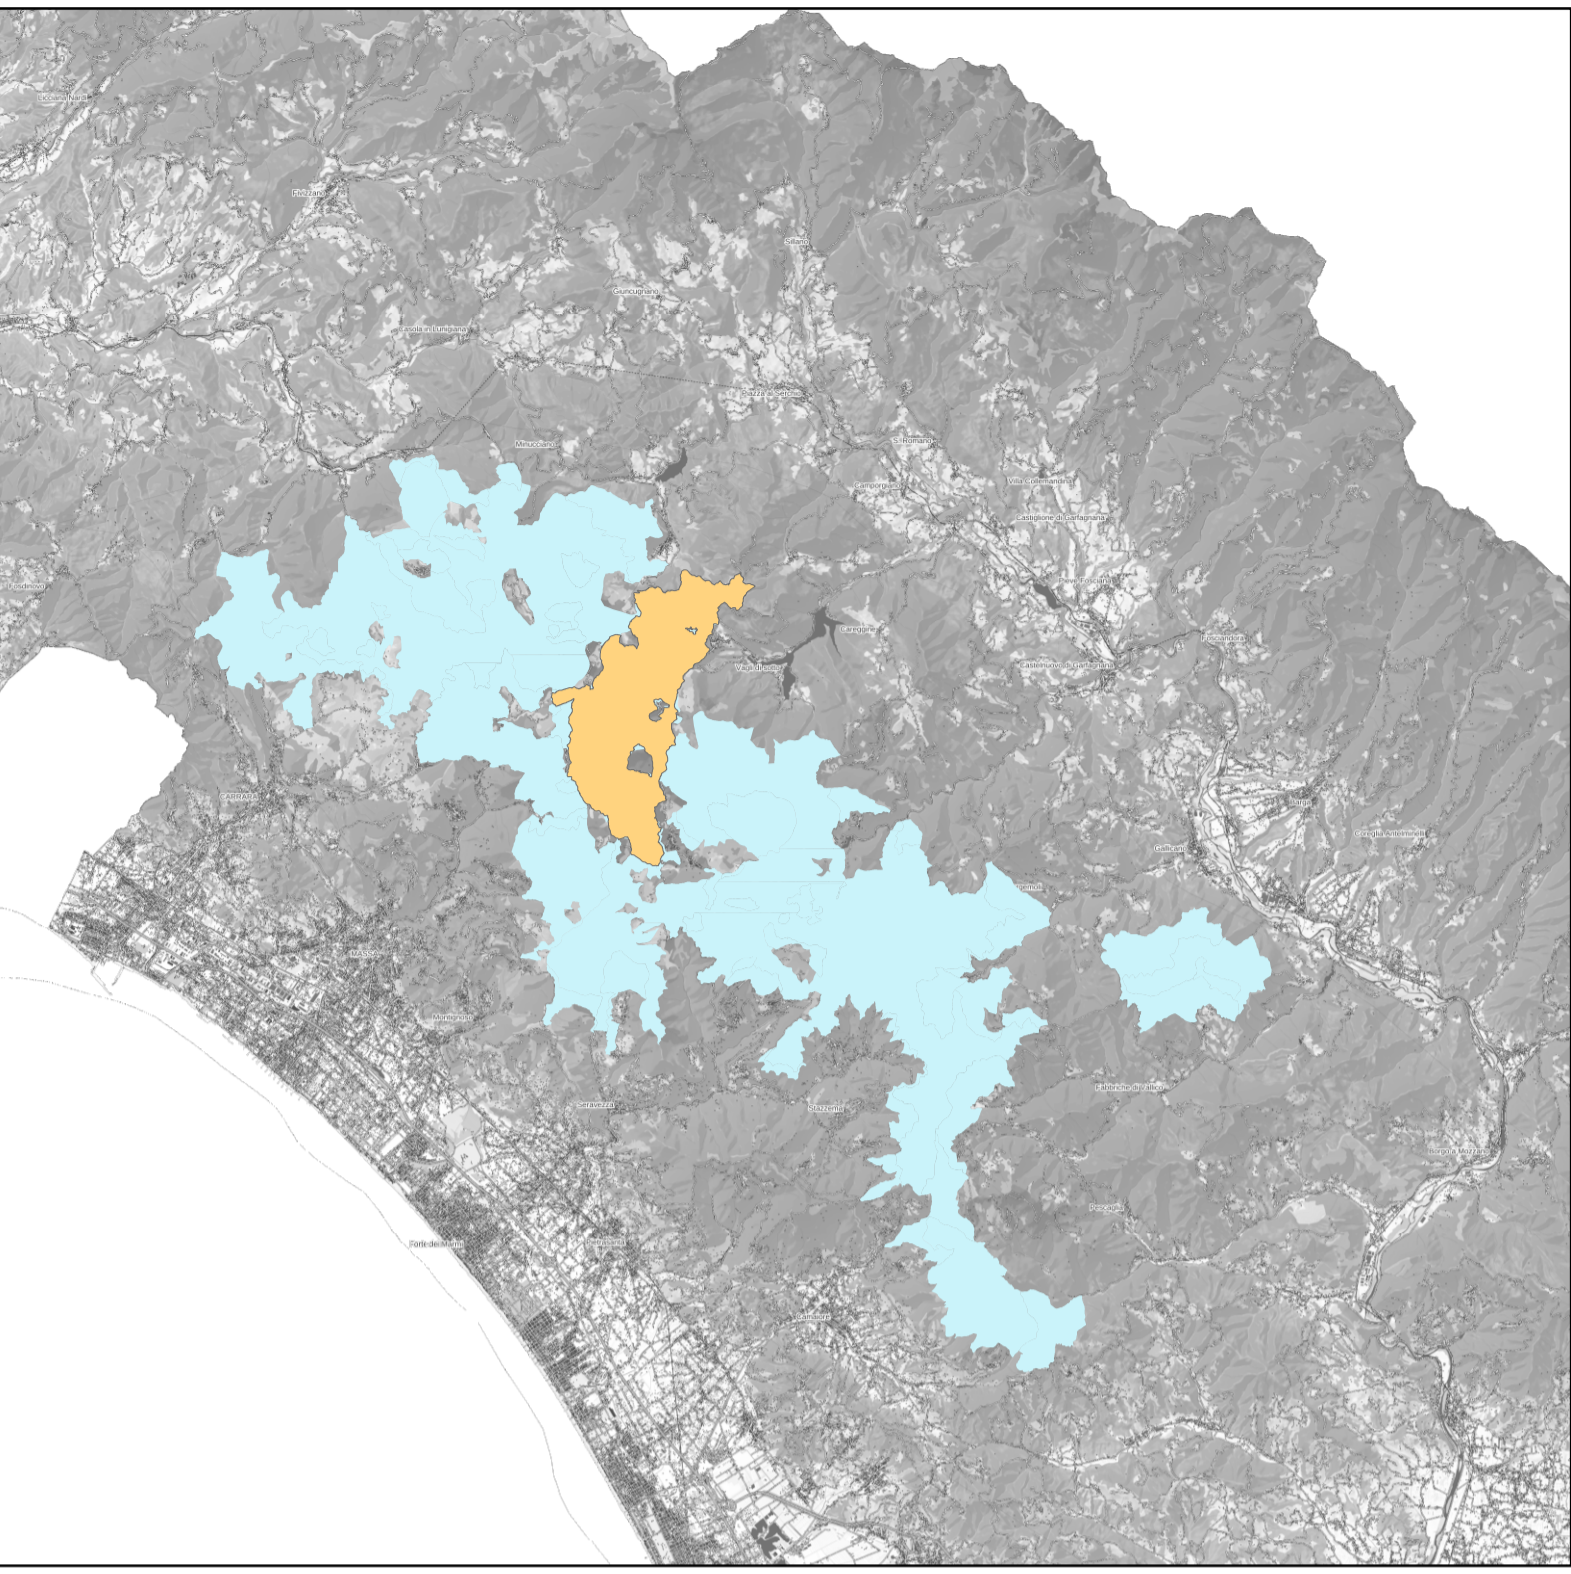 Licciana Nardi
Fivizzano
Sillano
Giuncugnano
Casola in Lunigiana
Piazza al Serchio
Minucciano
S. Romano
Camporgiano
Villa Collemandina
Castiglione di Garfagnana
Fosdinovo
Pieve Fosciana
Careggine
Fosciandora
Vagli di sotto
Castelnuovo di Garfagnana
CARRARA
Barga
Coreglia Antelminelli
Gallicano
MASSA
Montignoso
Fabbriche di Vallico
Seravezza
Stazzema
Borgo a Mozzano
Pescaglia
Forte dei Marmi
Pietrasanta
Camaiore